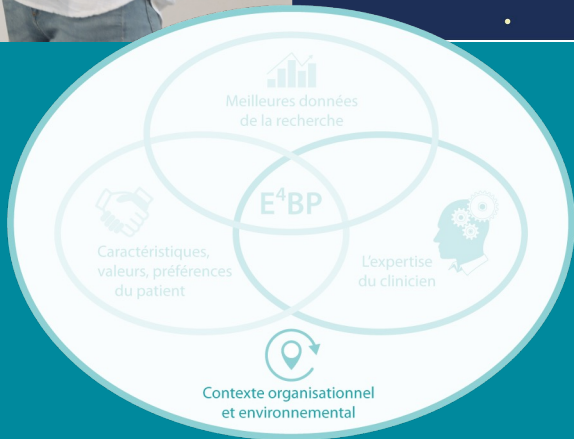 Meilleures données
de la recherche
E⁴BP
Caractéristiques,
valeurs, préférences
du patient
L'expertise
du clinicien
Contexte organisationnel
et environnemental